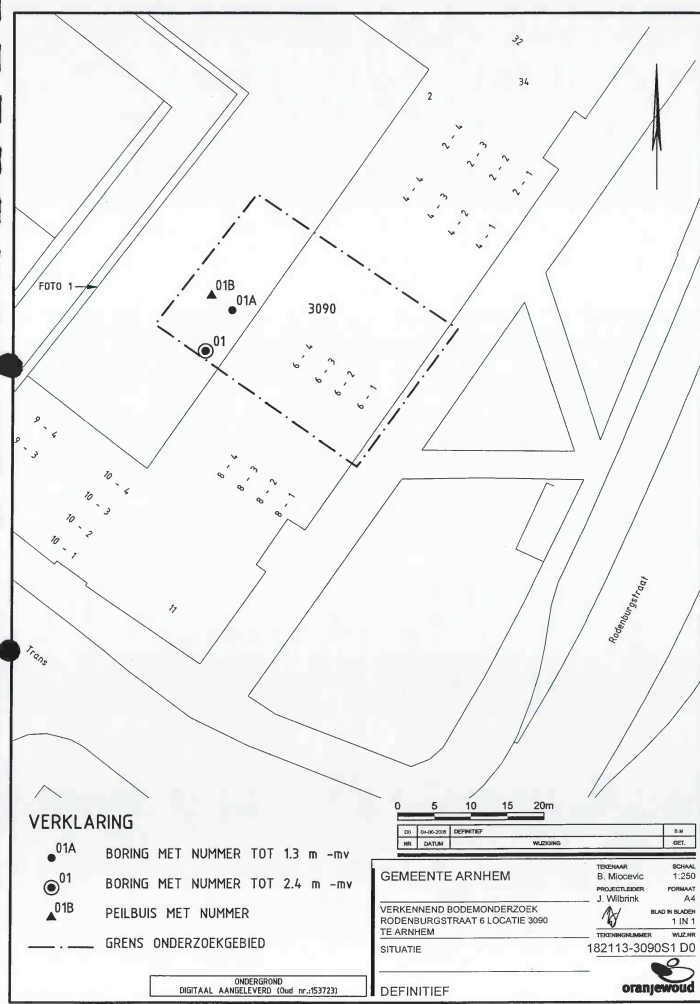 32
34
2
2 - 4
2 - 3
2 - 2
2 - 1
4 - 4
4 - 3
4 - 2
4 - 1
FOTO 1
01B
01A
3090
01
6 - 4
6 - 3
6 - 2
6 - 1
9 - 4
9 - 3
8 - 4
8 - 3
8 - 2
8 - 1
10 - 4
10 - 3
10 - 2
10 - 1
11
Trans
Rodenburgstraat
0 5 10 15 20m
VERKLARING
01A BORING MET NUMMER TOT 1.3 m -mv
01 BORING MET NUMMER TOT 2.4 m -mv
01B PEILBUIS MET NUMMER
GRENS ONDERZOEKGEBIED
ONDERGROND
DIGITAAL AANGELEVERD (Oud nr.:153723)
D0 04-06-2008 DEFINITIEF B.M
NR DATUM WIJZIGING GET.
GEMEENTE ARNHEM
TEKENAAR SCHAAL
B. Miocevic 1:250
PROJECTLEIDER FORMAAT
J. Wilbrink A4
VERKENNEND BODEMONDERZOEK
RODENBURGSTRAAT 6 LOCATIE 3090
TE ARNHEM
BLAD IN BLADEN
1 IN 1
TEKENINGNUMMER WIJZ.NR
SITUATIE
182113-3090S1 D0
DEFINITIEF
oranjewoud